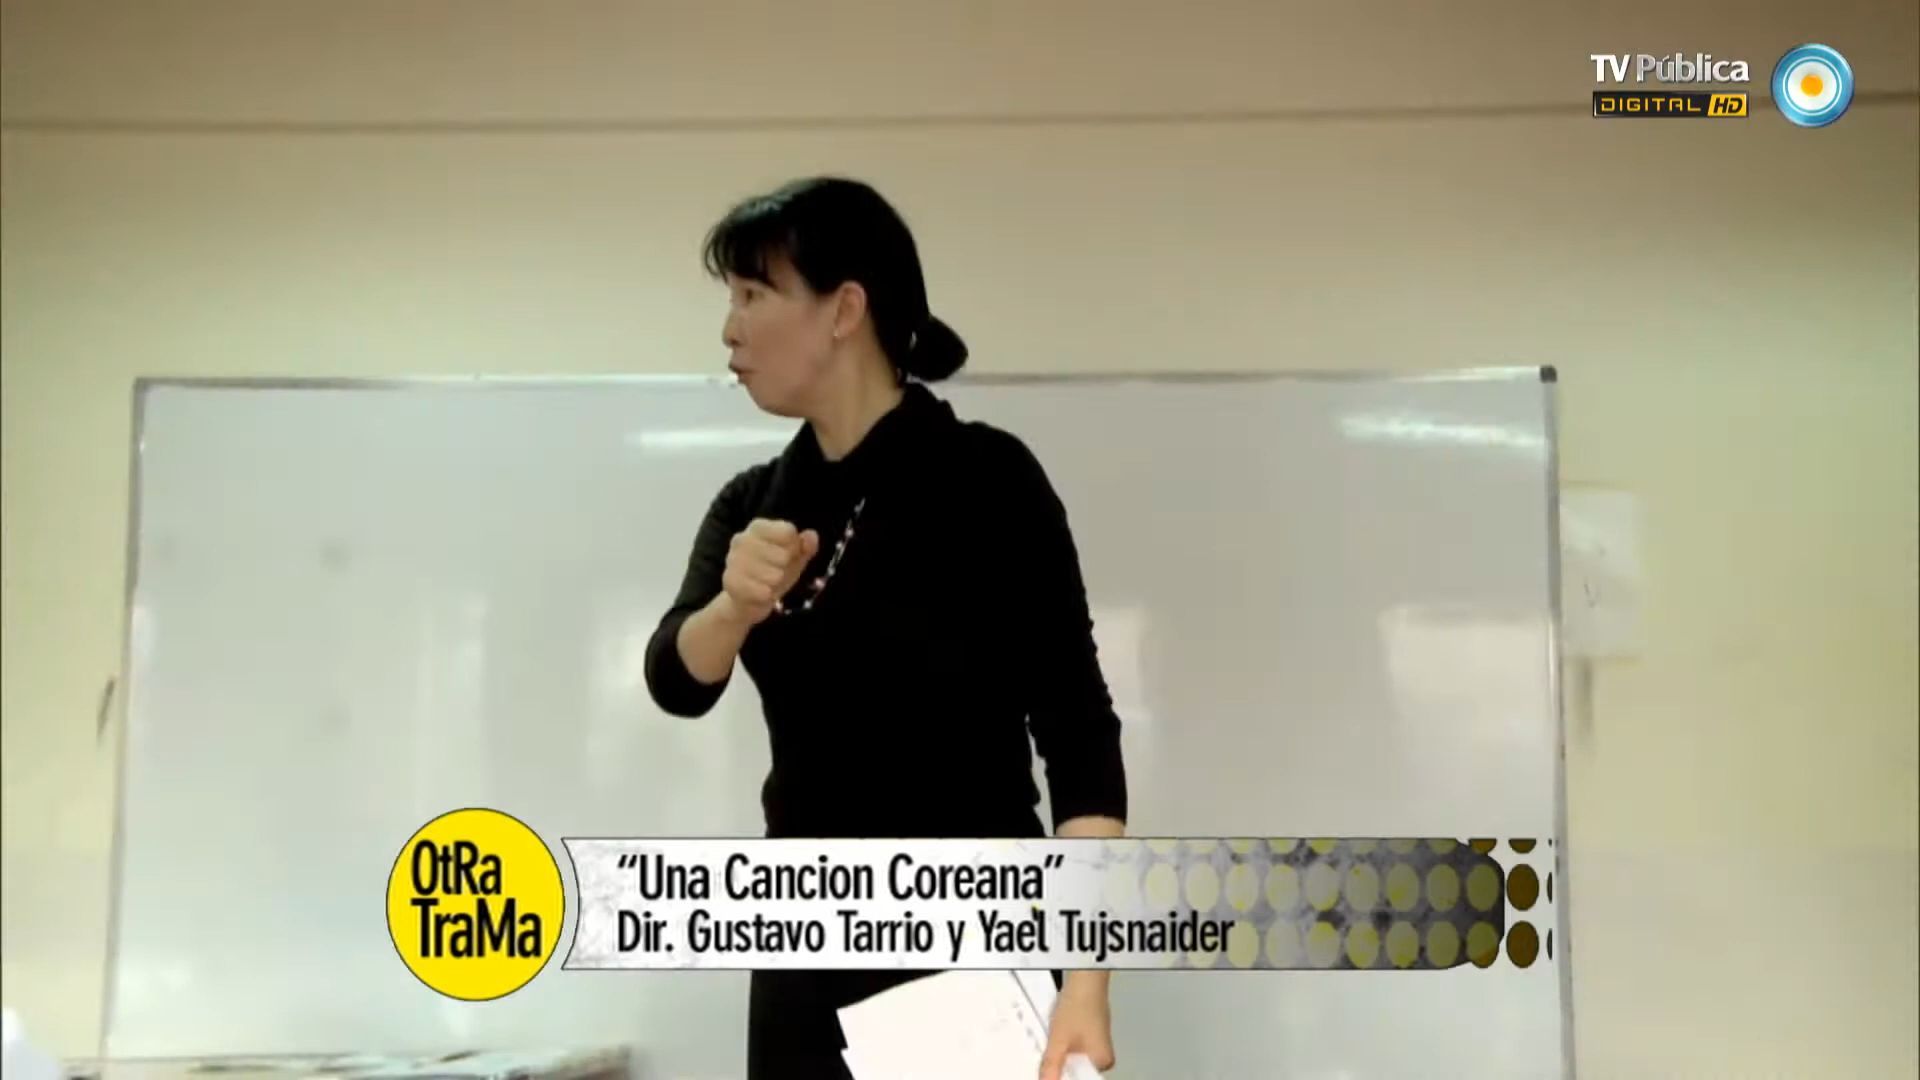 TV Pública
DIGITAL HD
OtRa
TraMa
“Una Cancion Coreana”
Dir. Gustavo Tarrio y Yael Tujsnaider